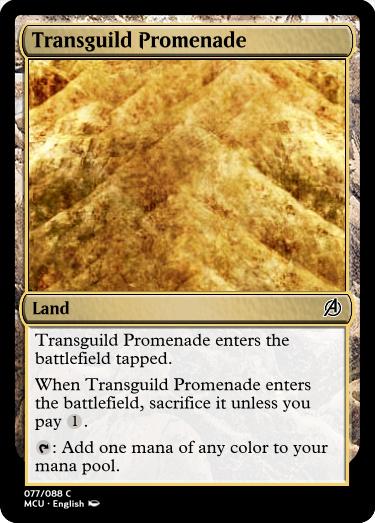 Transguild Promenade
Land
Transguild Promenade enters the
battlefield tapped.
When Transguild Promenade enters
the battlefield, sacrifice it unless you
pay 1.
: Add one mana of any color to your
mana pool.
077/088 C
MCU · English